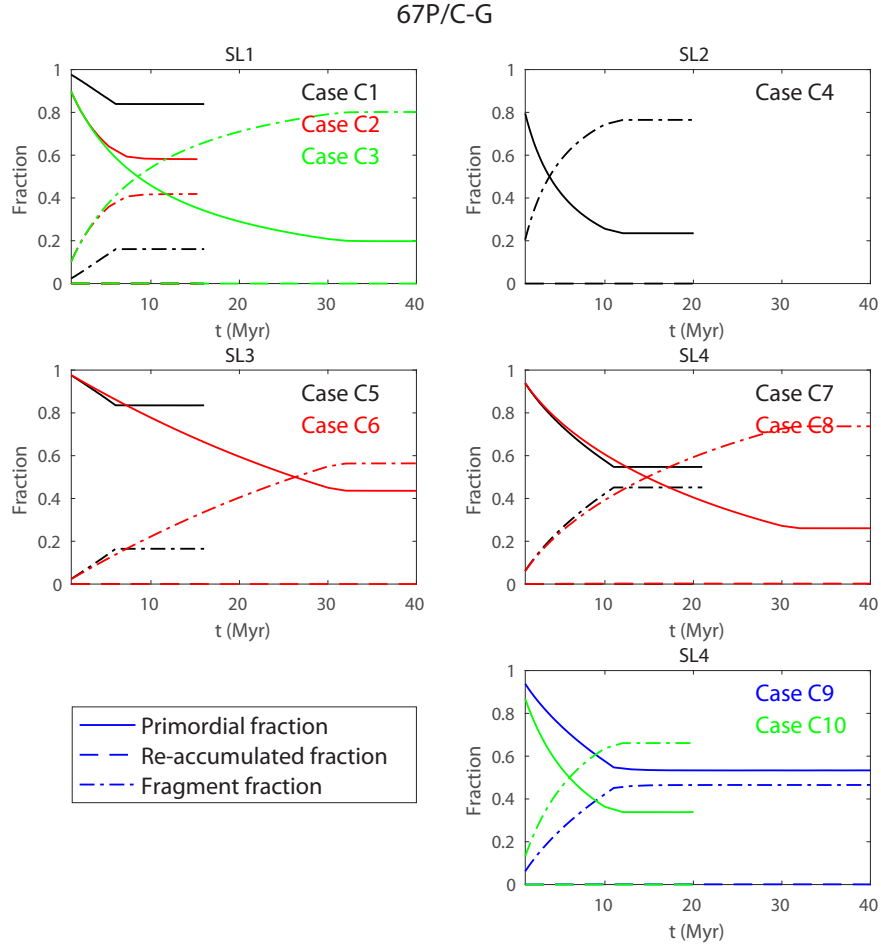 67P/C-G
SL1
1
0.8
0.6
0.4
0.2
0
Fraction
Case C1
Case C2
Case C3
10
20
30
40
t (Myr)
SL2
1
0.8
0.6
0.4
0.2
0
Fraction
Case C4
10
20
30
40
t (Myr)
SL3
1
0.8
0.6
0.4
0.2
0
Fraction
Case C5
Case C6
10
20
30
40
t (Myr)
SL4
1
0.8
0.6
0.4
0.2
0
Fraction
Case C7
Case C8
10
20
30
40
t (Myr)
Primordial fraction
Re-accumulated fraction
Fragment fraction
SL4
1
0.8
0.6
0.4
0.2
0
Fraction
Case C9
Case C10
10
20
30
40
t (Myr)